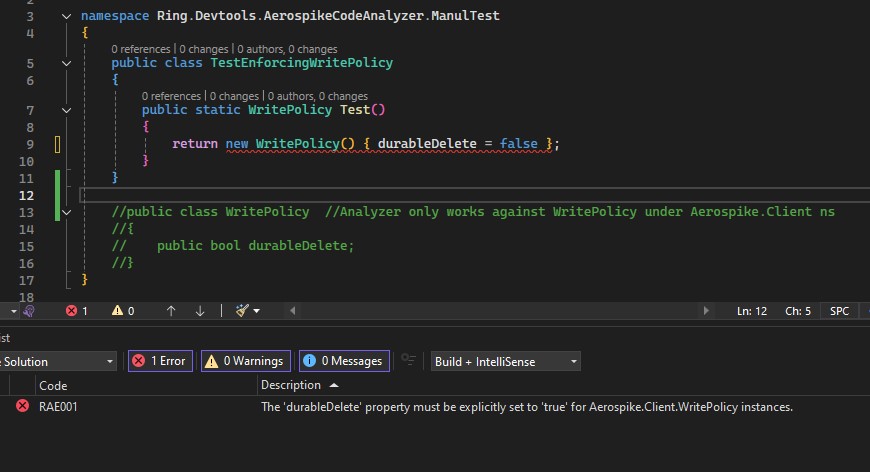 3 namespace Ring.Devtools.AerospikeCodeAnalyzer.ManulTest
4 {
0 references | 0 changes | 0 authors, 0 changes
5 public class TestEnforcingWritePolicy
6 {
0 references | 0 changes | 0 authors, 0 changes
7 public static WritePolicy Test()
8 {
9 return new WritePolicy() { durableDelete = false };
10 }
11 }
12
13 //public class WritePolicy  //Analyzer only works against WritePolicy under Aerospike.Client ns
14 //{
15 //    public bool durableDelete;
16 //}
17 }
18
1 0 Ln: 12 Ch: 5 SPC
Solution 1 Error 0 Warnings 0 Messages Build + IntelliSense
Code Description
RAE001 The 'durableDelete' property must be explicitly set to 'true' for Aerospike.Client.WritePolicy instances.